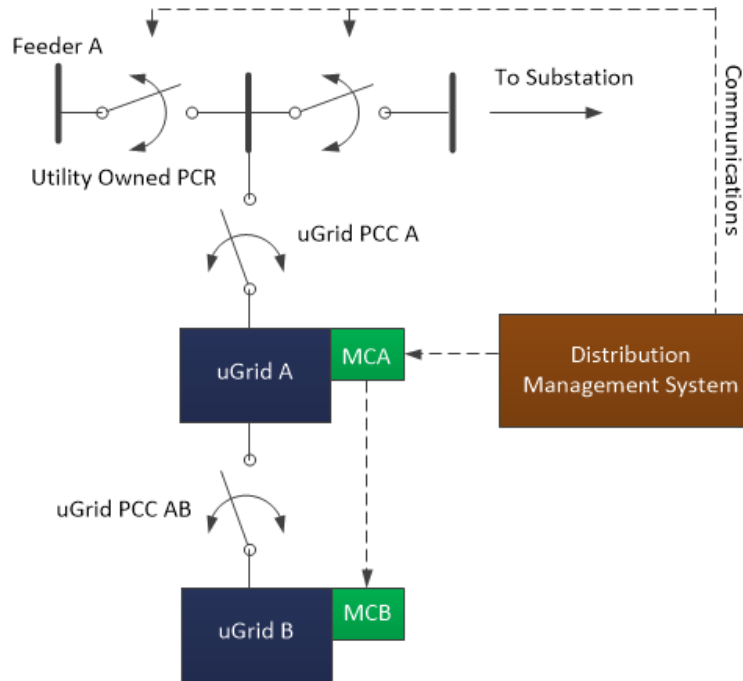 Feeder A
To Substation
Communications
Utility Owned PCR
uGrid PCC A
uGrid A
MCA
Distribution
Management System
uGrid PCC AB
uGrid B
MCB